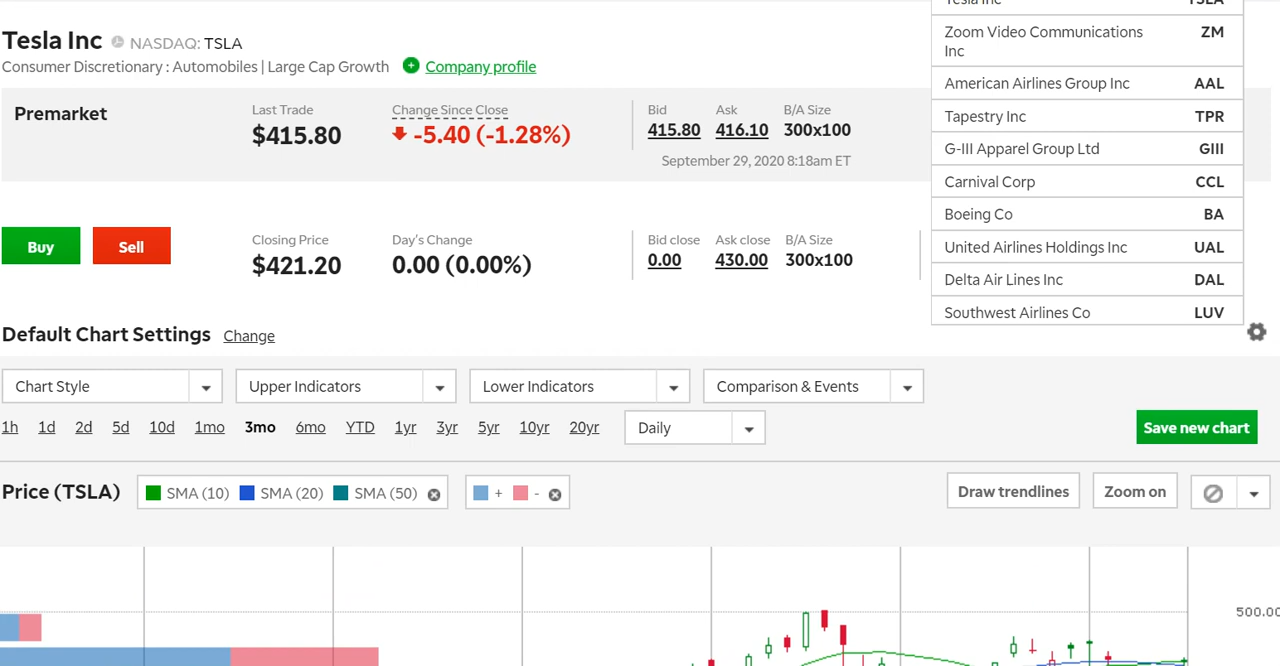 Tesla Inc TSLA
Tesla Inc NASDAQ: TSLA
Consumer Discretionary : Automobiles | Large Cap Growth + Company profile
Zoom Video Communications Inc ZM
American Airlines Group Inc AAL
Tapestry Inc TPR
G-III Apparel Group Ltd GIII
Carnival Corp CCL
Boeing Co BA
United Airlines Holdings Inc UAL
Delta Air Lines Inc DAL
Southwest Airlines Co LUV
Premarket
Last Trade
$415.80
Change Since Close
-5.40 (-1.28%)
Bid Ask B/A Size
415.80 416.10 300x100
September 29, 2020 8:18am ET
Buy Sell
Closing Price
$421.20
Day's Change
0.00 (0.00%)
Bid close Ask close B/A Size
0.00 430.00 300x100
Default Chart Settings Change
Chart Style Upper Indicators Lower Indicators Comparison & Events
1h 1d 2d 5d 10d 1mo 3mo 6mo YTD 1yr 3yr 5yr 10yr 20yr Daily Save new chart
Price (TSLA) SMA (10) SMA (20) SMA (50) + - Draw trendlines Zoom on
500.00